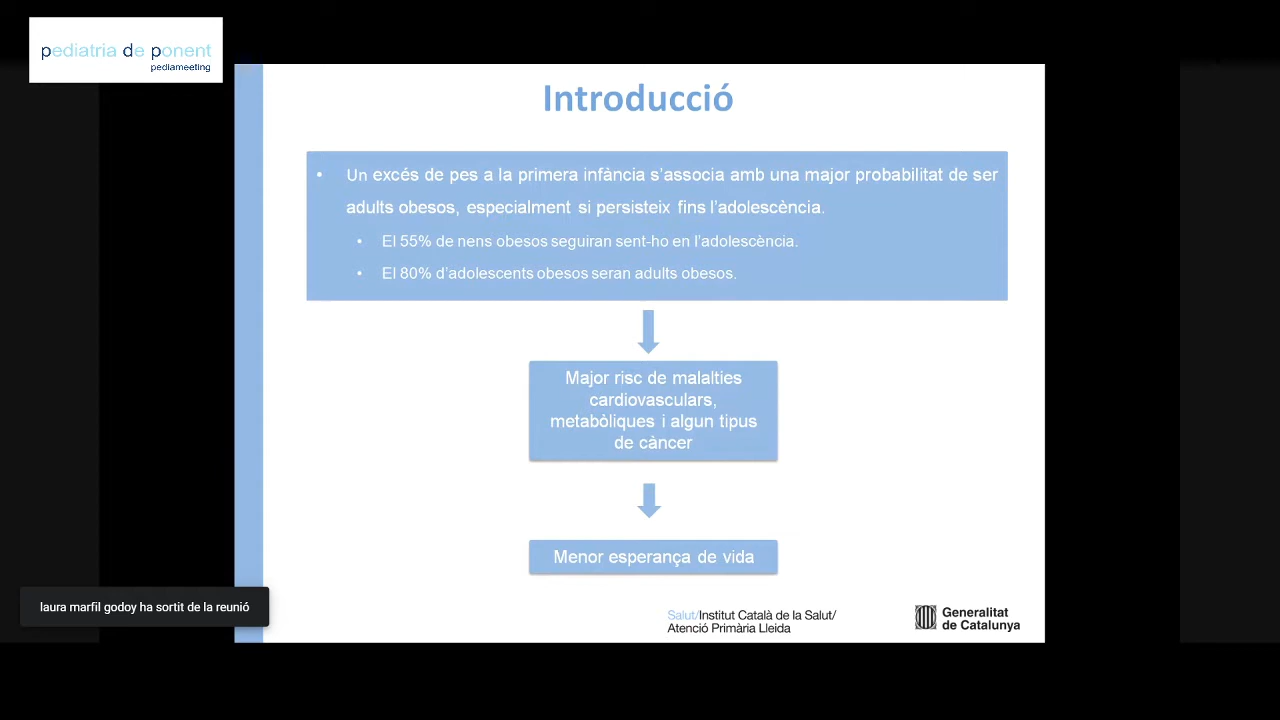 pediatria de ponent
pediameeting
Introducció
• Un excés de pes a la primera infáncia s’associa amb una major probabilitat de ser
adults obesos, especialment si persisteix fins l’adolescència.
• El 55% de nens obesos seguiran sent-ho en l’adolescència.
• El 80% d’adolescents obesos seran adults obesos.
Major risc de malalties
cardiovasculars,
metabòliques i algun tipus
de càncer
Menor esperança de vida
laura marfil godoy ha sortit de la reunió
Salut/Institut Català de la Salut/
Atenció Primària Lleida
Generalitat
de Catalunya